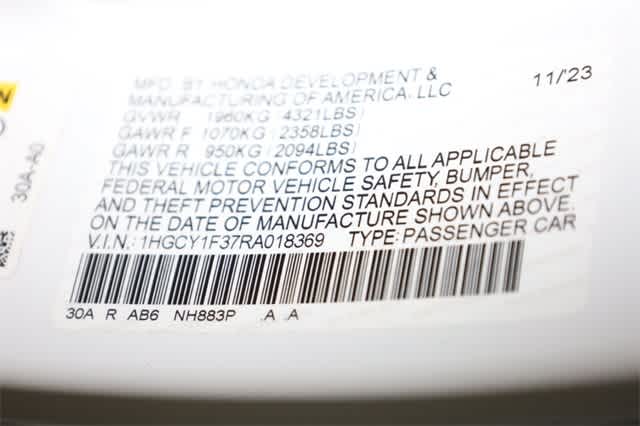 MFD. BY HONDA DEVELOPMENT &
MANUFACTURING OF AMERICA, LLC
11/'23
GVWR 1960KG (4321LBS)
GAWR F 1070KG (2358LBS)
GAWR R 950KG (2094LBS)
THIS VEHICLE CONFORMS TO ALL APPLICABLE
FEDERAL MOTOR VEHICLE SAFETY, BUMPER,
AND THEFT PREVENTION STANDARDS IN EFFECT
ON THE DATE OF MANUFACTURE SHOWN ABOVE.
V.I.N.: 1HGCY1F37RA018369 TYPE: PASSENGER CAR
30A R AB6 NH883P A A
30A-A0